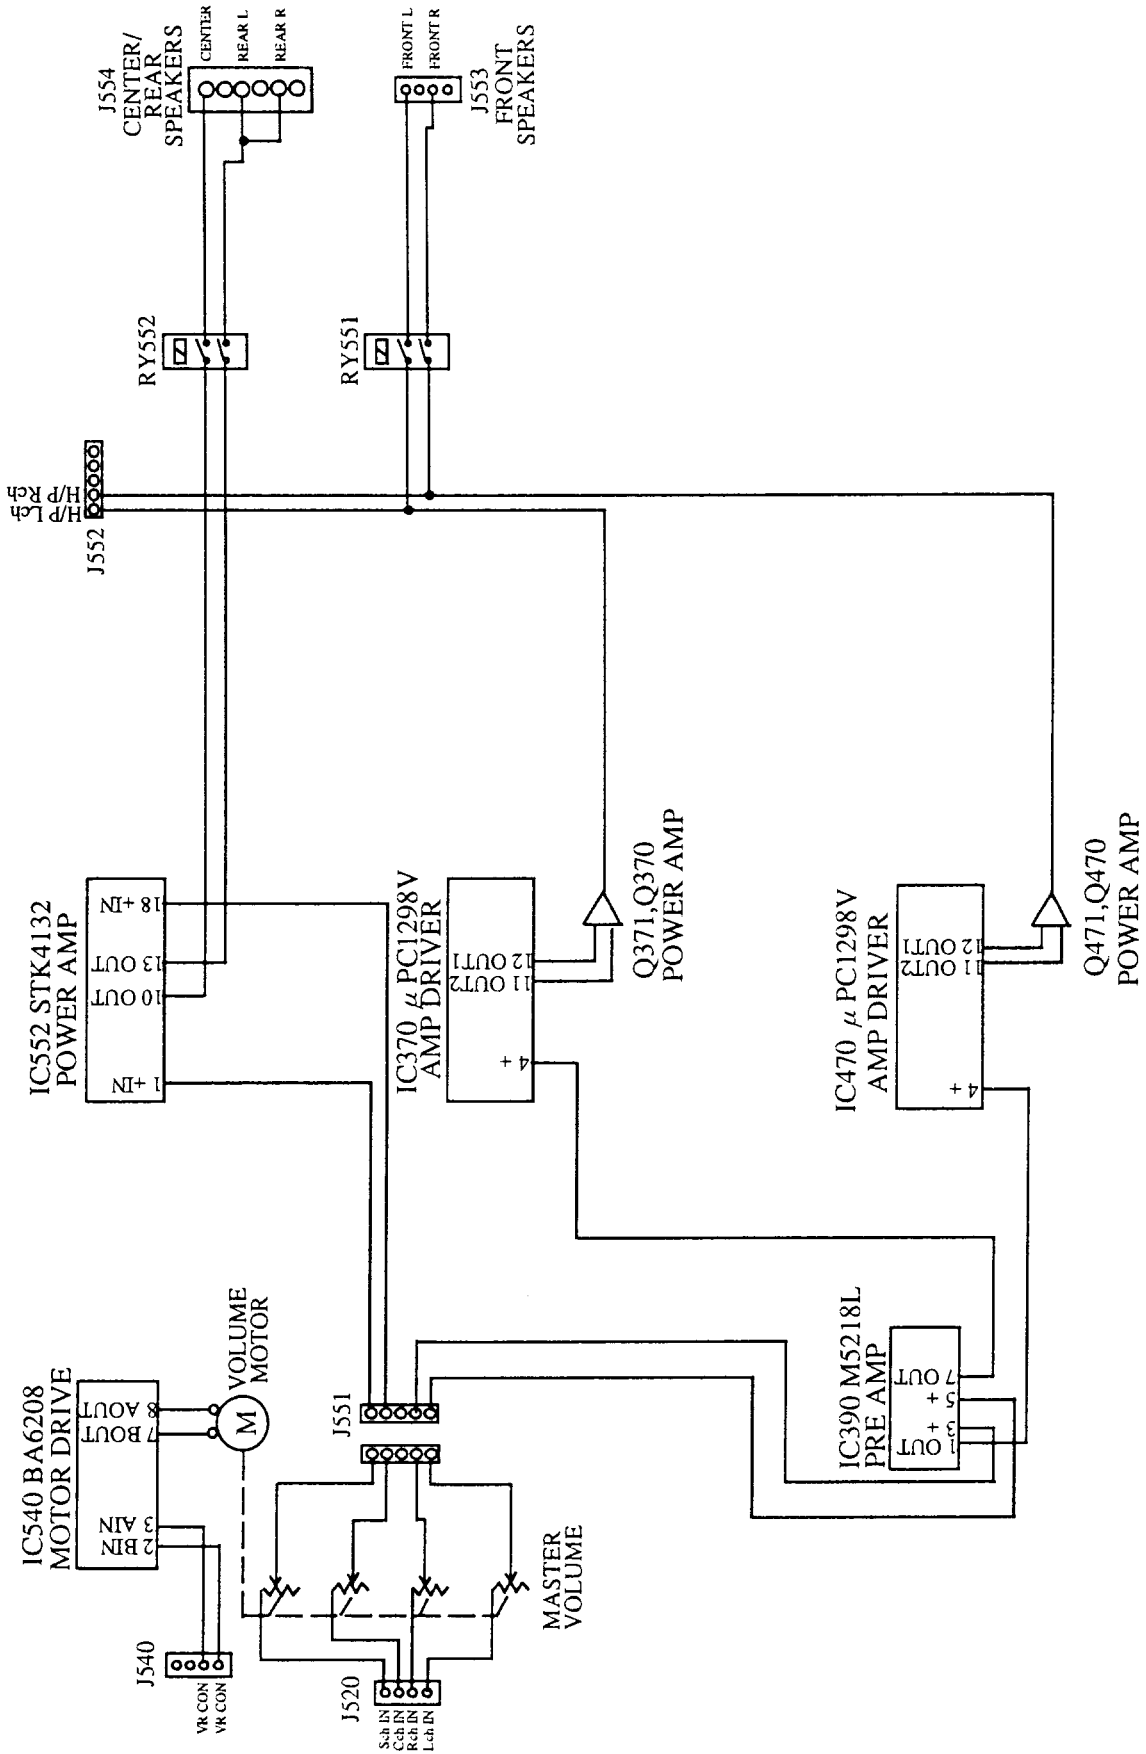 J554
CENTER/
REAR
SPEAKERS
CENTER
REAR L
REAR R
FRONT L
FRONT R
J553
FRONT
SPEAKERS
RY552
RY551
H/P Rch
H/P Lch
J552
IC552 STK4132
POWER AMP
18 +IN
13 OUT
10 OUT
1 +IN
IC370 μPC1298V
AMP DRIVER
12 OUT1
11 OUT2
4 +
Q371,Q370
POWER AMP
IC470 μPC1298V
AMP DRIVER
12 OUT1
11 OUT2
4 +
Q471,Q470
POWER AMP
IC540 BA6208
MOTOR DRIVE
8 AOUT
7 BOUT
3 AIN
2 BIN
VOLUME
MOTOR
M
J551
IC390 M5218L
PRE AMP
7 OUT
5 +
3 +
1 OUT
MASTER
VOLUME
J540
VR CON
VR CON
J520
Sch IN
Cch IN
Rch IN
Lch IN